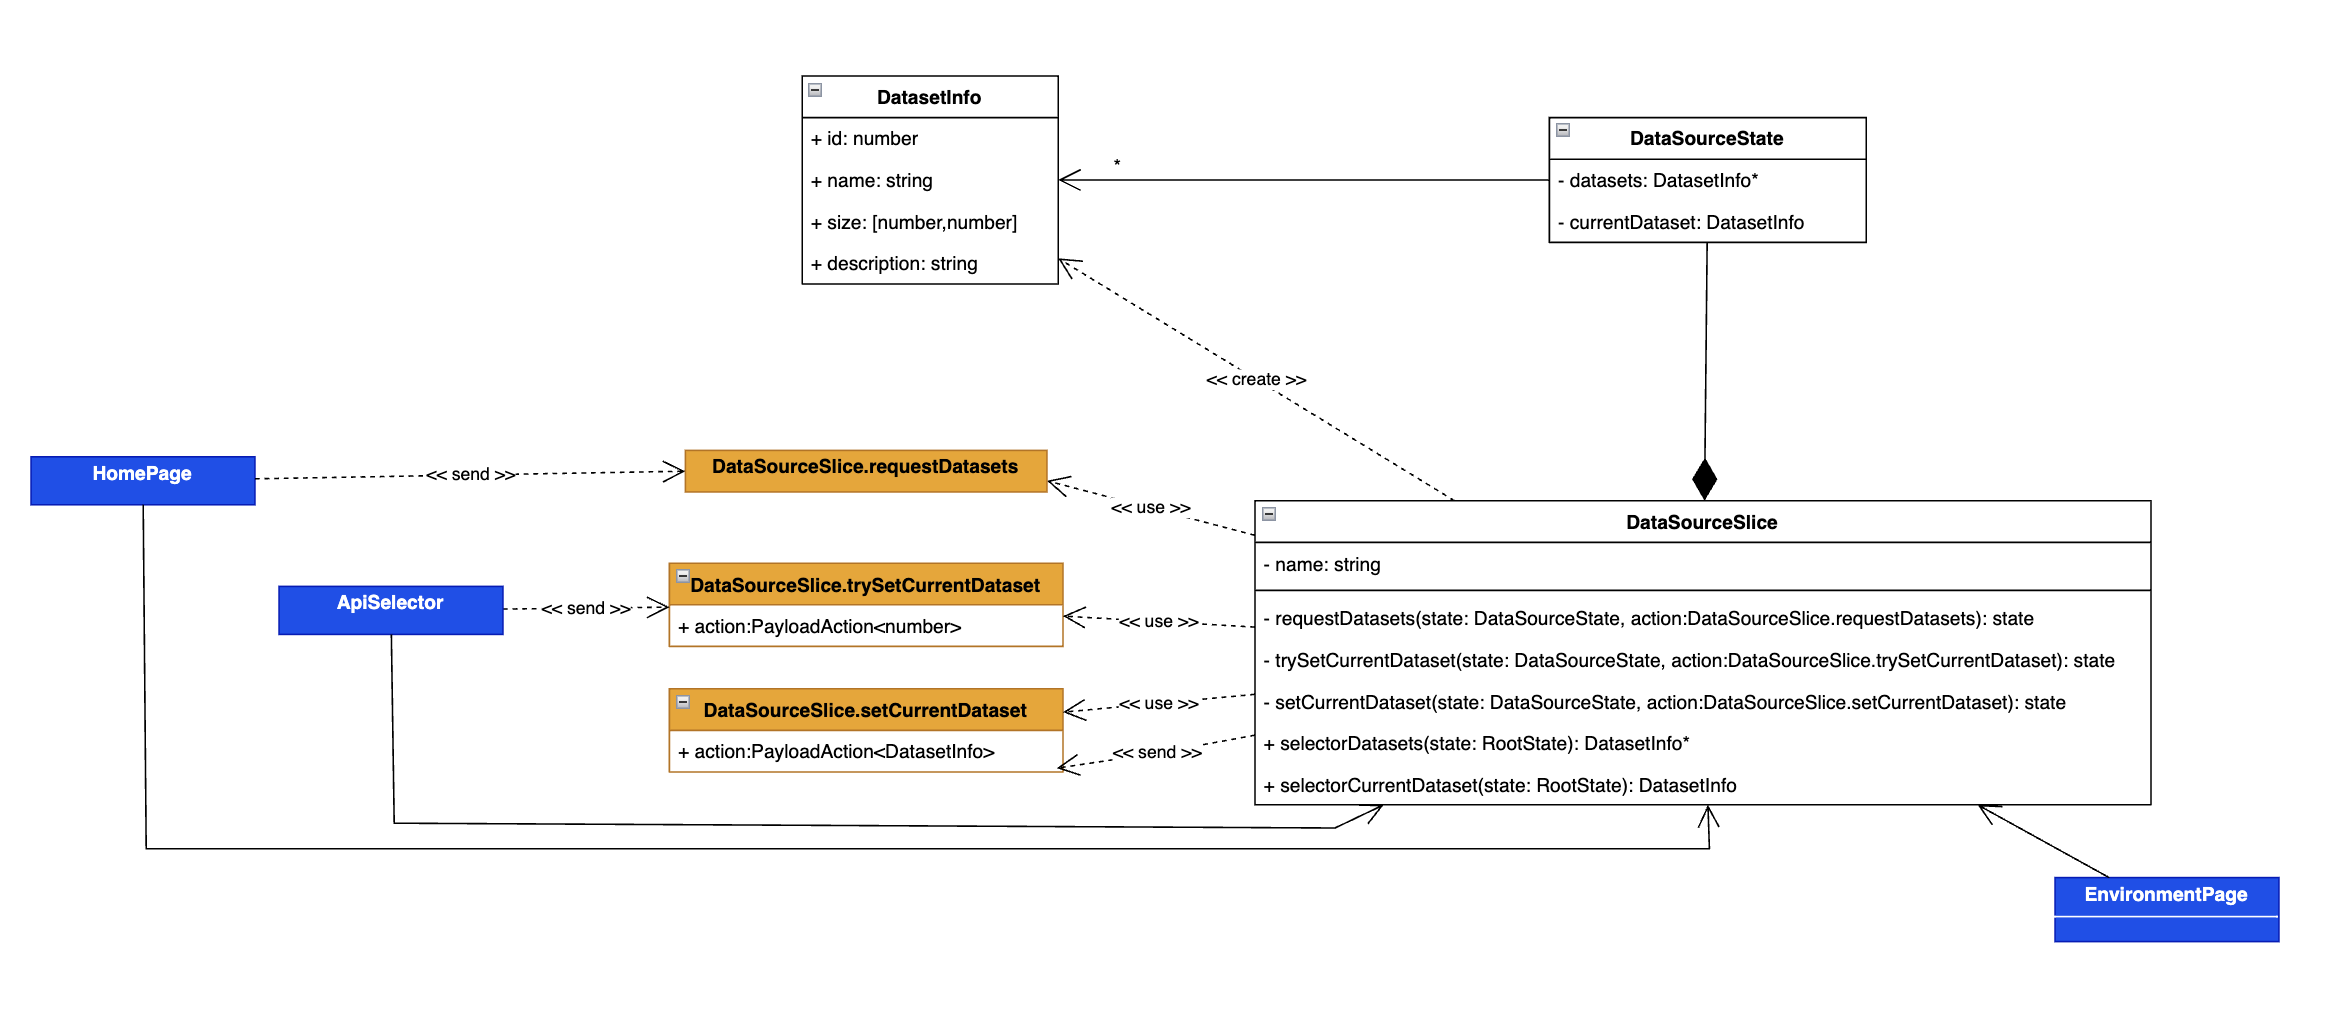 DatasetInfo
+ id: number
+ name: string
+ size: [number,number]
+ description: string
*
DataSourceState
- datasets: DatasetInfo*
- currentDataset: DatasetInfo
<< create >>
HomePage
<< send >>
DataSourceSlice.requestDatasets
<< use >>
ApiSelector
<< send >>
DataSourceSlice.trySetCurrentDataset
+ action:PayloadAction<number>
<< use >>
DataSourceSlice.setCurrentDataset
+ action:PayloadAction<DatasetInfo>
<< use >>
<< send >>
DataSourceSlice
- name: string
- requestDatasets(state: DataSourceState, action:DataSourceSlice.requestDatasets): state
- trySetCurrentDataset(state: DataSourceState, action:DataSourceSlice.trySetCurrentDataset): state
- setCurrentDataset(state: DataSourceState, action:DataSourceSlice.setCurrentDataset): state
+ selectorDatasets(state: RootState): DatasetInfo*
+ selectorCurrentDataset(state: RootState): DatasetInfo
EnvironmentPage